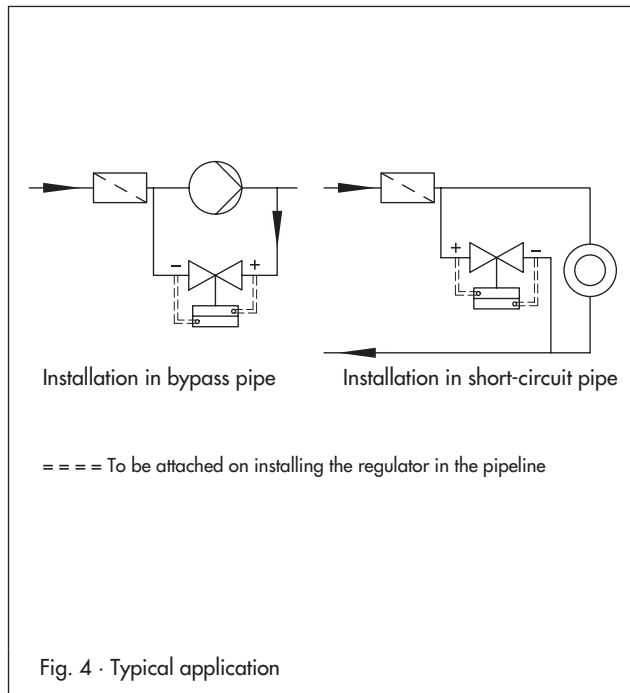 − +
+ −
Installation in bypass pipe
Installation in short-circuit pipe
= = = = To be attached on installing the regulator in the pipeline
Fig. 4 · Typical application